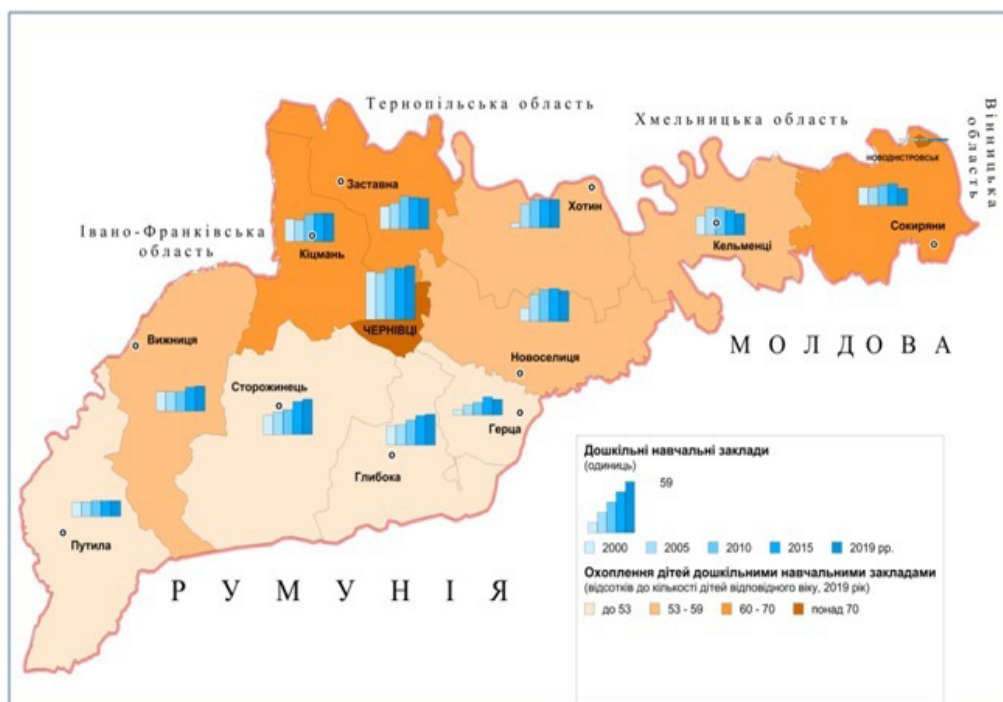 Тернопільська область
Хмельницька область
Вінницька
область
НОВОДНІСТРОВСЬК
Заставна
Хотин
Івано-Франківська
область
Кіцмань
Кельменці
Сокиряни
ЧЕРНІВЦІ
МОЛДОВА
Вижниця
Новоселиця
Сторожинець
Герца
Глибока
Путила
РУМУНІЯ
Дошкільні навчальні заклади
(одиниць)
59
2000 2005 2010 2015 2019 рр.
Охоплення дітей дошкільними навчальними закладами
(відсотків до кількості дітей відповідного віку, 2019 рік)
до 53 53 - 59 60 - 70 понад 70